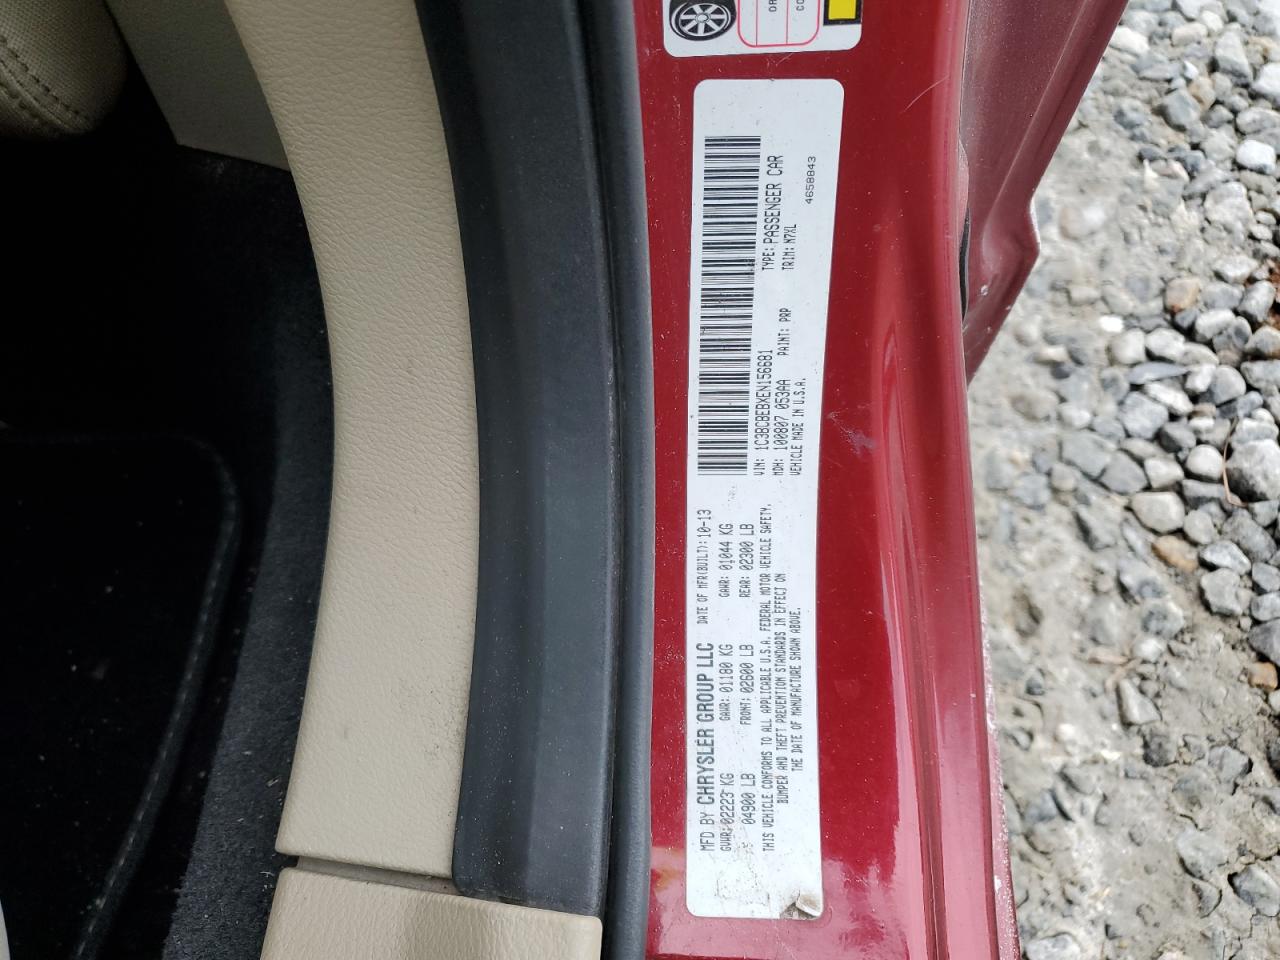 MFD BY CHRYSLER GROUP LLC DATE OF MFR(BUILT): 10-13
GVWR: 02223 KG GAWR: 01180 KG GAWR: 01044 KG
04900 LB FRONT: 02600 LB REAR: 02300 LB
THIS VEHICLE CONFORMS TO ALL APPLICABLE U.S.A. FEDERAL MOTOR VEHICLE SAFETY,
BUMPER AND THEFT PREVENTION STANDARDS IN EFFECT ON
THE DATE OF MANUFACTURE SHOWN ABOVE.
VIN: 1C3BCBEBXEN156681 TYPE: PASSENGER CAR
MDH: 100807 053AA PAINT: PRP TRIM: N7XL
VEHICLE MADE IN U.S.A.
4658843